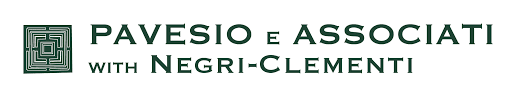 PAVESIO E ASSOCIATI
WITH NEGRI-CLEMENTI